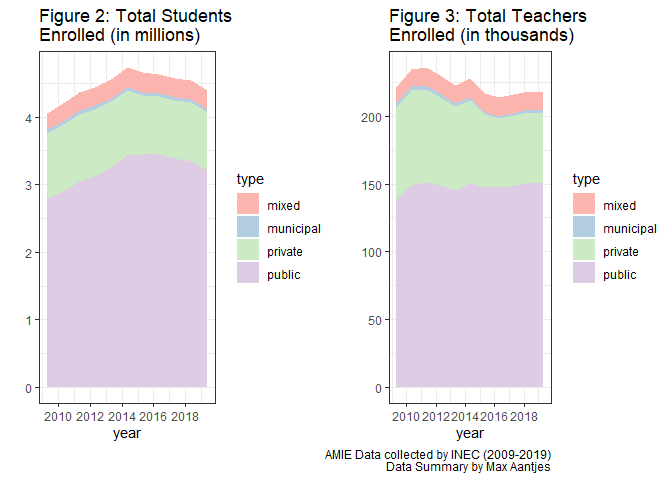 Figure 2: Total Students
Enrolled (in millions)
4
3
2
1
0
2010 2012 2014 2016 2018
year
type
mixed
municipal
private
public
Figure 3: Total Teachers
Enrolled (in thousands)
200
150
100
50
0
2010 2012 2014 2016 2018
year
type
mixed
municipal
private
public
AMIE Data collected by INEC (2009-2019)
Data Summary by Max Aantjes